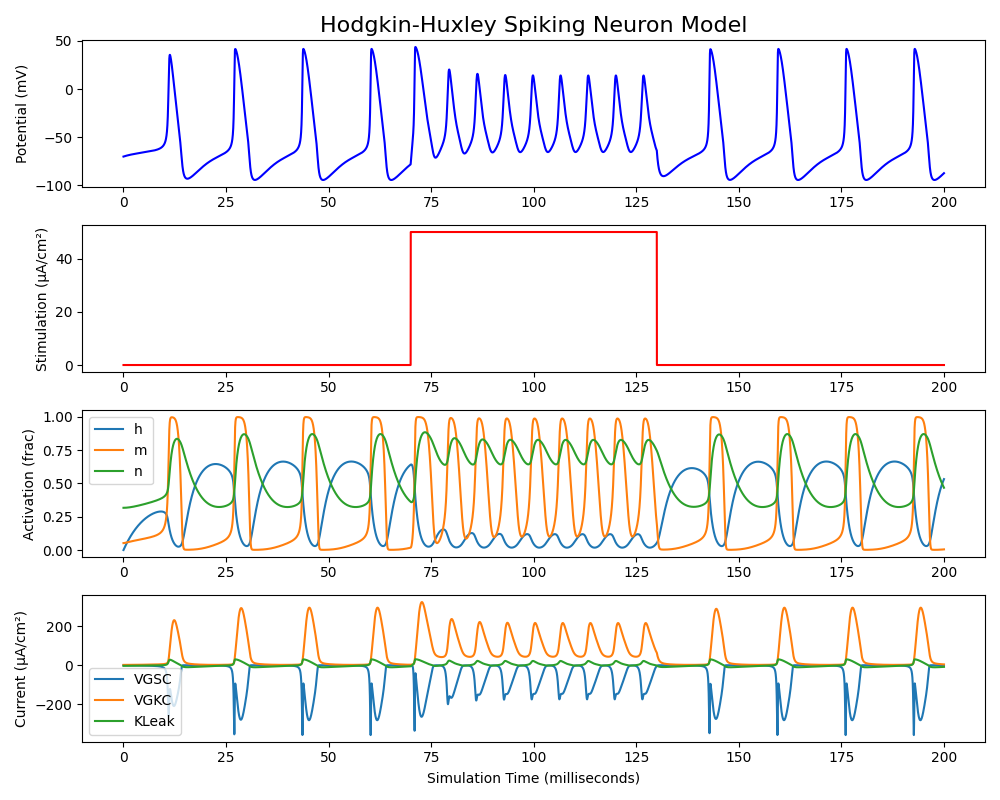 Hodgkin-Huxley Spiking Neuron Model
Potential (mV)
50
0
−50
−100
0 25 50 75 100 125 150 175 200
Stimulation (µA/cm²)
40
20
0
0 25 50 75 100 125 150 175 200
Activation (frac)
1.00
0.75
0.50
0.25
0.00
h
m
n
0 25 50 75 100 125 150 175 200
Current (µA/cm²)
200
0
−200
VGSC
VGKC
KLeak
0 25 50 75 100 125 150 175 200
Simulation Time (milliseconds)